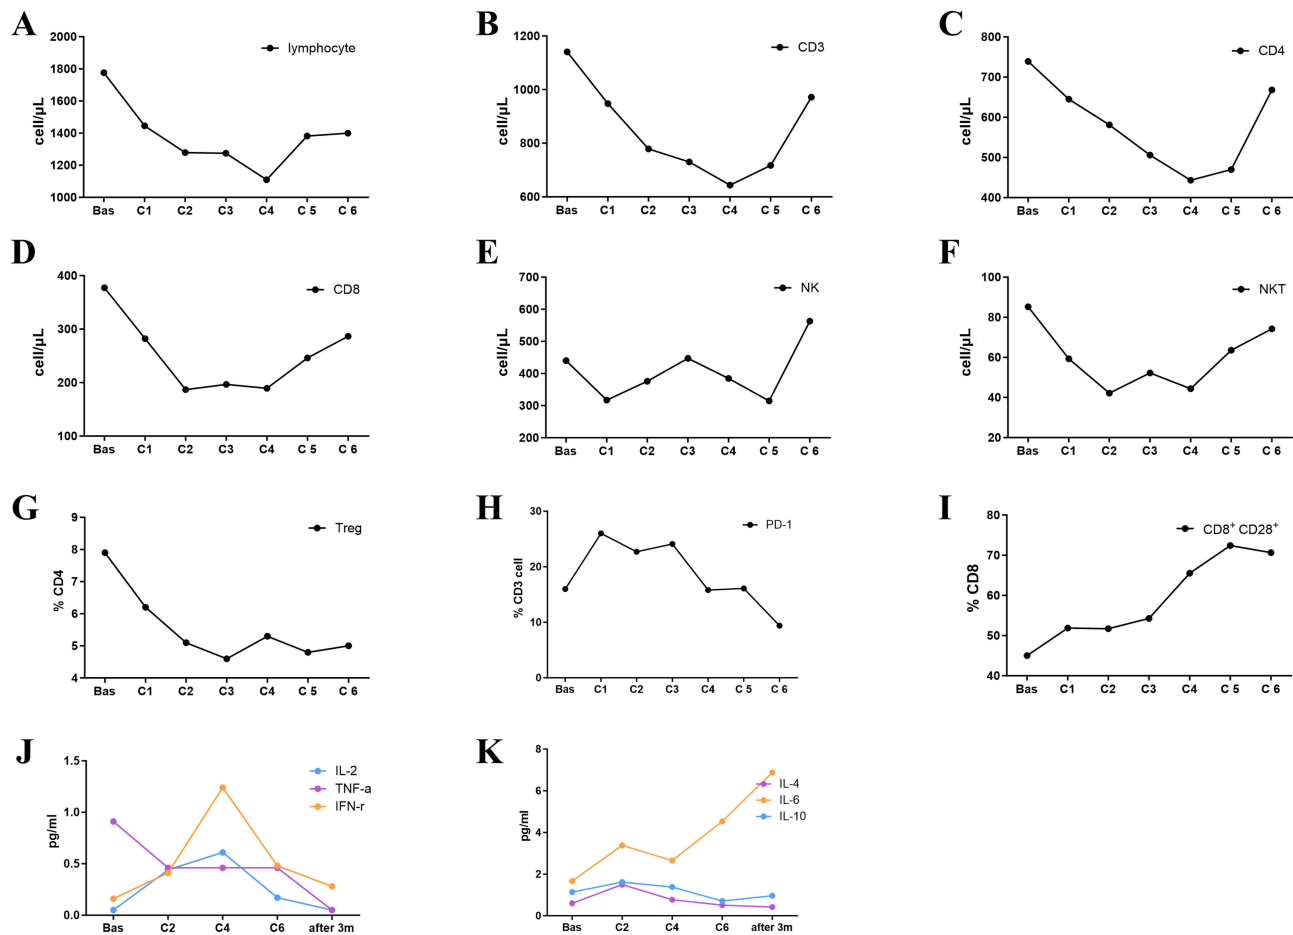 A
lymphocyte
cell/μL
2000
1800
1600
1400
1200
1000
Bas C1 C2 C3 C4 C 5 C 6
B
CD3
cell/μL
1200
1000
800
600
Bas C1 C2 C3 C4 C 5 C 6
C
CD4
cell/μL
800
700
600
500
400
Bas C1 C2 C3 C4 C 5 C 6
D
CD8
cell/μL
400
300
200
100
Bas C1 C2 C3 C4 C 5 C 6
E
NK
cell/μL
700
600
500
400
300
200
Bas C1 C2 C3 C4 C 5 C 6
F
NKT
cell/μL
100
80
60
40
20
Bas C1 C2 C3 C4 C 5 C 6
G
Treg
% CD4
9
8
7
6
5
4
Bas C1 C2 C3 C4 C 5 C 6
H
PD-1
% CD3 cell
30
20
10
0
Bas C1 C2 C3 C4 C 5 C 6
I
CD8⁺ CD28⁺
% CD8
80
70
60
50
40
Bas C1 C2 C3 C4 C 5 C 6
J
IL-2
TNF-a
IFN-r
pg/ml
1.5
1.0
0.5
0.0
Bas C2 C4 C6 after 3m
K
IL-4
IL-6
IL-10
pg/ml
8
6
4
2
0
Bas C2 C4 C6 after 3m